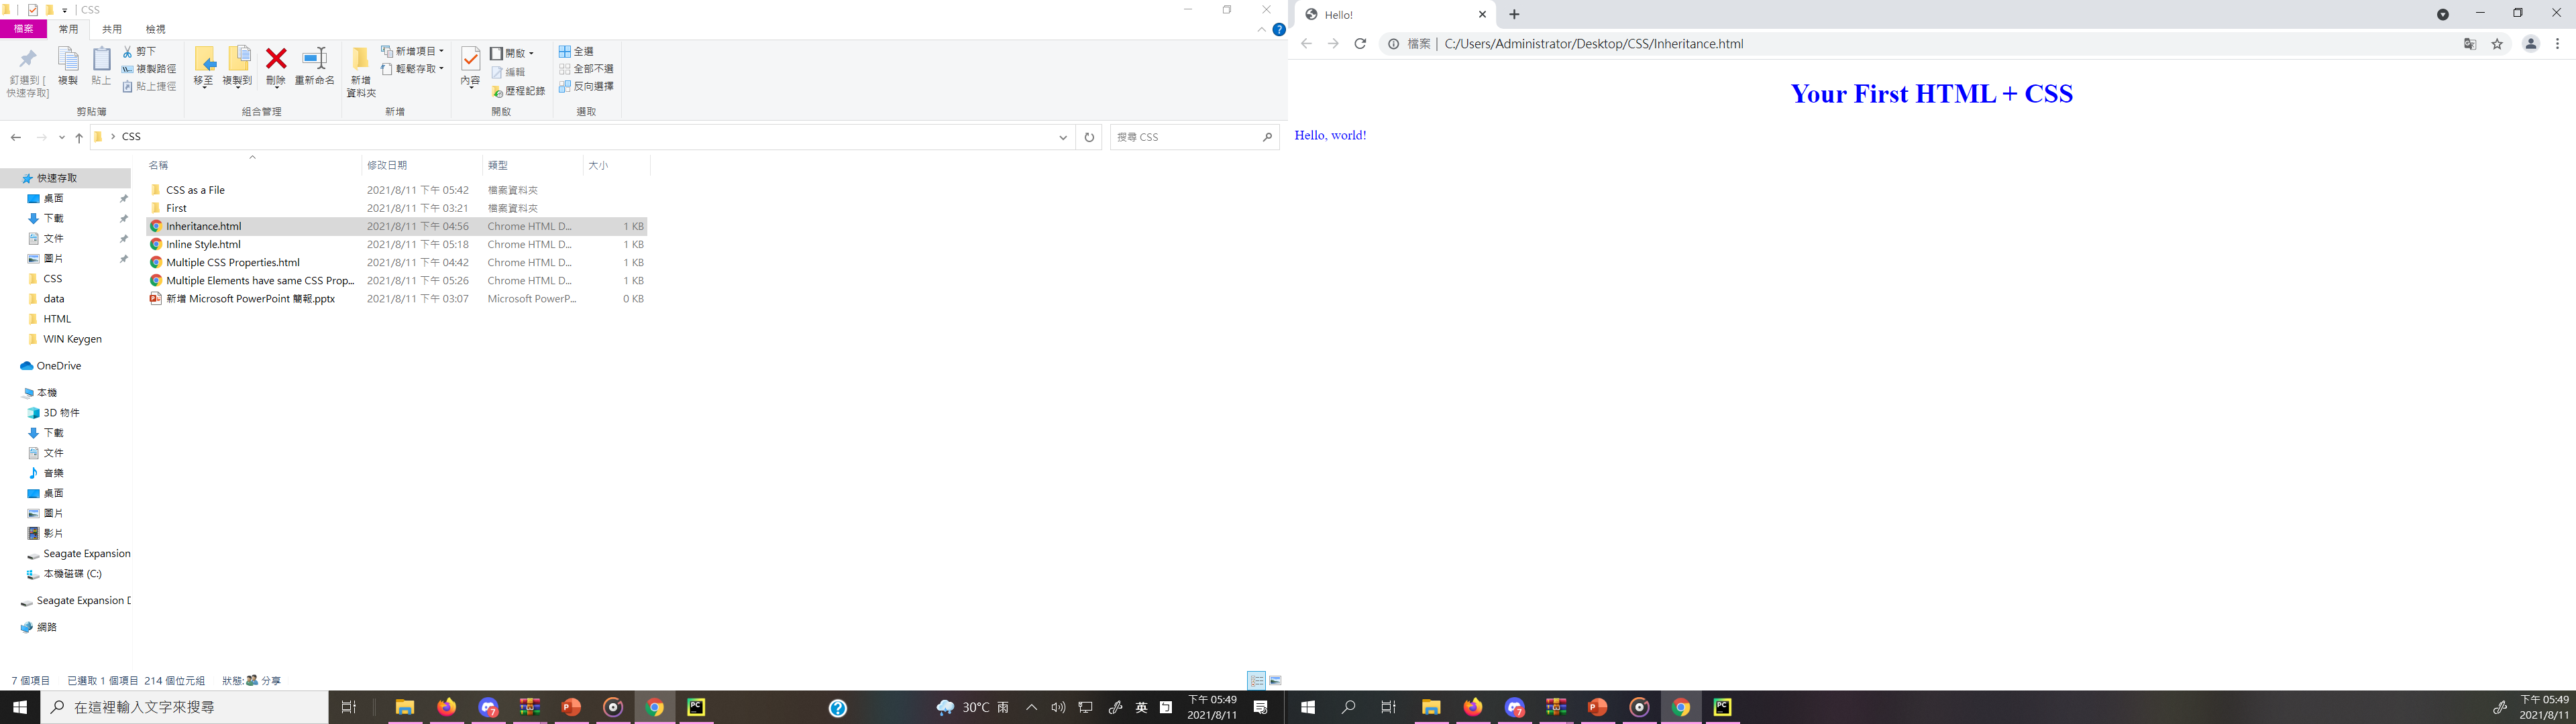 CSS
檔案 常用 共用 檢視
釘選到 [
快速存取]
複製
貼上
剪下
複製路徑
貼上捷徑
剪貼簿
移至 複製到 刪除 重新命名
組合管理
新增
資料夾
新增項目
輕鬆存取
新增
內容
開啟
編輯
歷程記錄
開啟
全選
全部不選
反向選擇
選取
CSS
搜尋 CSS
快速存取
桌面
下載
文件
圖片
CSS
data
HTML
WIN Keygen
OneDrive
本機
3D 物件
下載
文件
音樂
桌面
圖片
影片
Seagate Expansion
本機磁碟 (C:)
Seagate Expansion D
網路
名稱 修改日期 類型 大小
CSS as a File 2021/8/11 下午 05:42 檔案資料夾
First 2021/8/11 下午 03:21 檔案資料夾
Inheritance.html 2021/8/11 下午 04:56 Chrome HTML D... 1 KB
Inline Style.html 2021/8/11 下午 05:18 Chrome HTML D... 1 KB
Multiple CSS Properties.html 2021/8/11 下午 04:42 Chrome HTML D... 1 KB
Multiple Elements have same CSS Prop... 2021/8/11 下午 05:26 Chrome HTML D... 1 KB
新增 Microsoft PowerPoint 簡報.pptx 2021/8/11 下午 03:07 Microsoft PowerP... 0 KB
7 個項目 已選取 1 個項目 214 個位元組 狀態: 分享
在這裡輸入文字來搜尋
30°C 雨
英
下午 05:49
2021/8/11
Hello!
檔案 | C:/Users/Administrator/Desktop/CSS/Inheritance.html
Your First HTML + CSS
Hello, world!
下午 05:49
2021/8/11